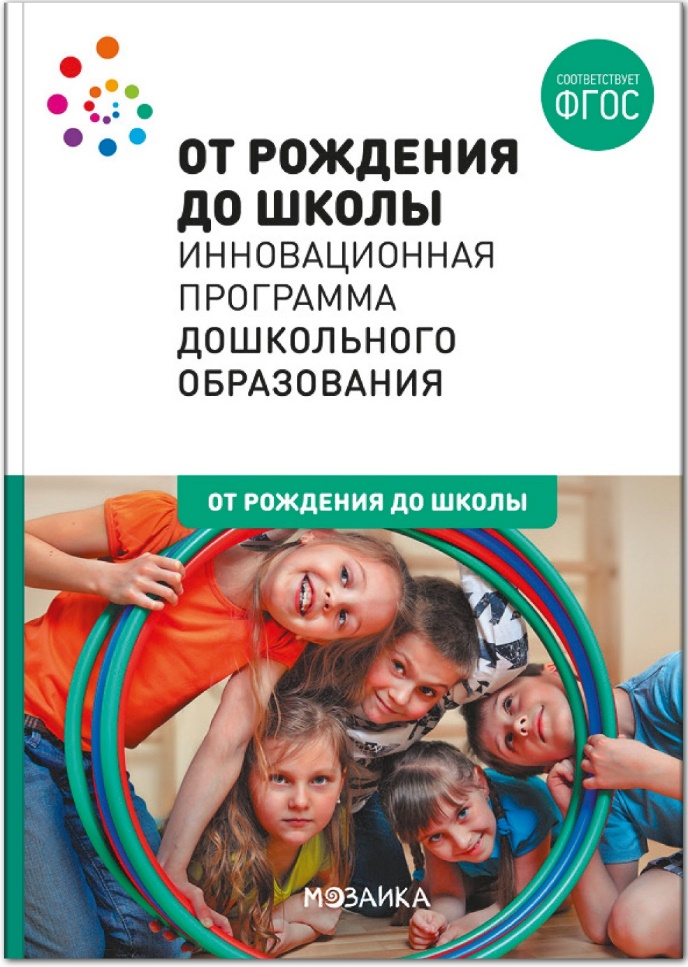 СООТВЕТСТВУЕТ
ФГОС
ОТ РОЖДЕНИЯ
ДО ШКОЛЫ
ИННОВАЦИОННАЯ
ПРОГРАММА
ДОШКОЛЬНОГО
ОБРАЗОВАНИЯ
ОТ РОЖДЕНИЯ ДО ШКОЛЫ
МОЗАИКА